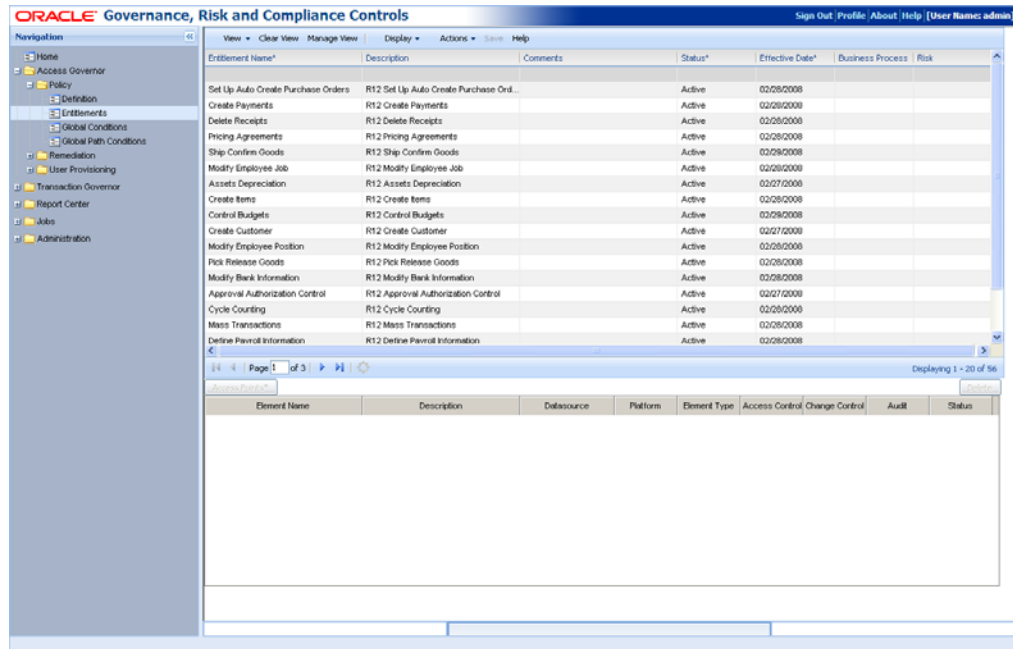 ORACLE Governance, Risk and Compliance Controls
Sign Out Profile About Help [User Name: admin]
Navigation
Home
Access Governor
Policy
Definition
Entitlements
Global Conditions
Global Path Conditions
Remediation
User Provisioning
Transaction Governor
Report Center
Jobs
Administration
View Clear View Manage View Display Actions Save Help
Entitlement Name* Description Comments Status* Effective Date* Business Process Risk
Set Up Auto Create Purchase Orders R12 Set Up Auto Create Purchase Ord... Active 02/28/2008
Create Payments R12 Create Payments Active 02/28/2008
Delete Receipts R12 Delete Receipts Active 02/28/2008
Pricing Agreements R12 Pricing Agreements Active 02/28/2008
Ship Confirm Goods R12 Ship Confirm Goods Active 02/29/2008
Modify Employee Job R12 Modify Employee Job Active 02/28/2008
Assets Depreciation R12 Assets Depreciation Active 02/27/2008
Create Items R12 Create Items Active 02/28/2008
Control Budgets R12 Control Budgets Active 02/29/2008
Create Customer R12 Create Customer Active 02/27/2008
Modify Employee Position R12 Modify Employee Position Active 02/28/2008
Pick Release Goods R12 Pick Release Goods Active 02/28/2008
Modify Bank Information R12 Modify Bank Information Active 02/28/2008
Approval Authorization Control R12 Approval Authorization Control Active 02/27/2008
Cycle Counting R12 Cycle Counting Active 02/28/2008
Mass Transactions R12 Mass Transactions Active 02/28/2008
Define Payroll Information R12 Define Payroll Information Active 02/28/2008
Page 1 of 3 Displaying 1 - 20 of 56
Access Points* Delete
Element Name Description Datasource Platform Element Type Access Control Change Control Audit Status